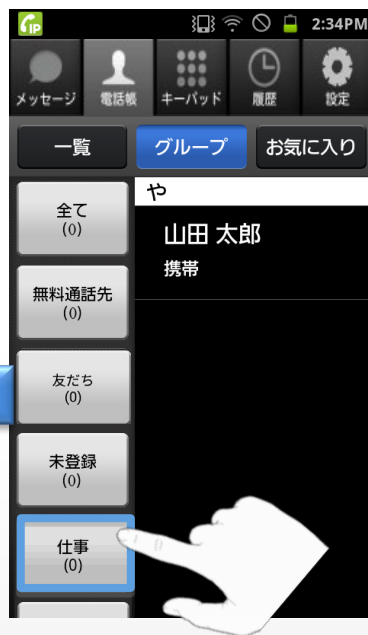 G IP
2:34PM
メッセージ 電話帳 キーパッド 履歴 設定
一覧 グループ お気に入り
全て
(0)
無料通話先
(0)
友だち
(0)
未登録
(0)
仕事
(0)
や
山田 太郎
携帯